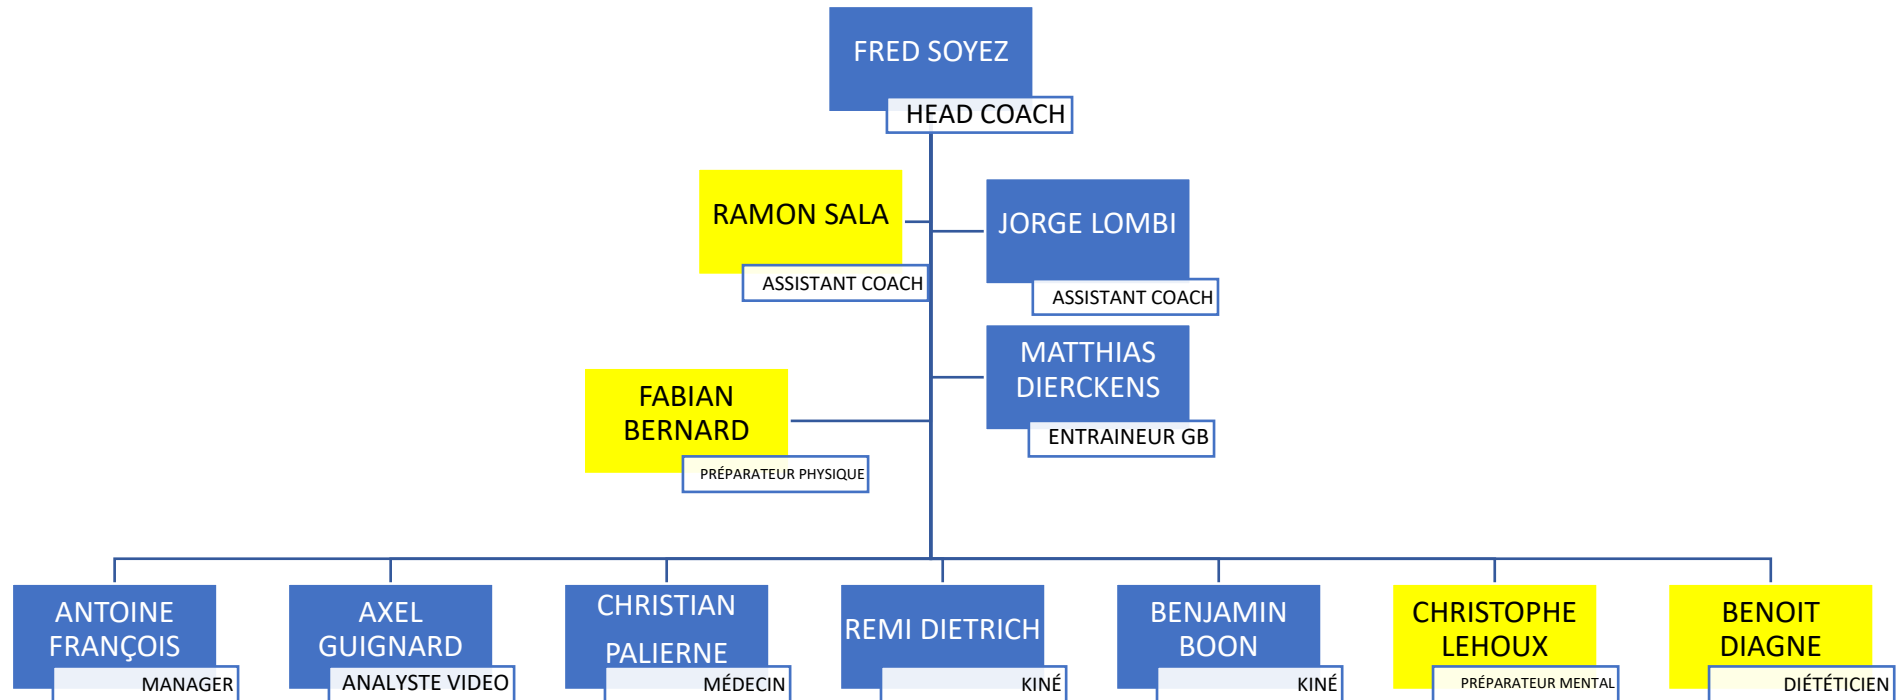 FRED SOYEZ
HEAD COACH
RAMON SALA
ASSISTANT COACH
JORGE LOMBI
ASSISTANT COACH
MATTHIAS
DIERCKENS
ENTRAINEUR GB
FABIAN
BERNARD
PRÉPARATEUR PHYSIQUE
ANTOINE
FRANÇOIS
MANAGER
AXEL
GUIGNARD
ANALYSTE VIDEO
CHRISTIAN
PALIERNE
MÉDECIN
REMI DIETRICH
KINÉ
BENJAMIN
BOON
KINÉ
CHRISTOPHE
LEHOUX
PRÉPARATEUR MENTAL
BENOIT
DIAGNE
DIÉTÉTICIEN